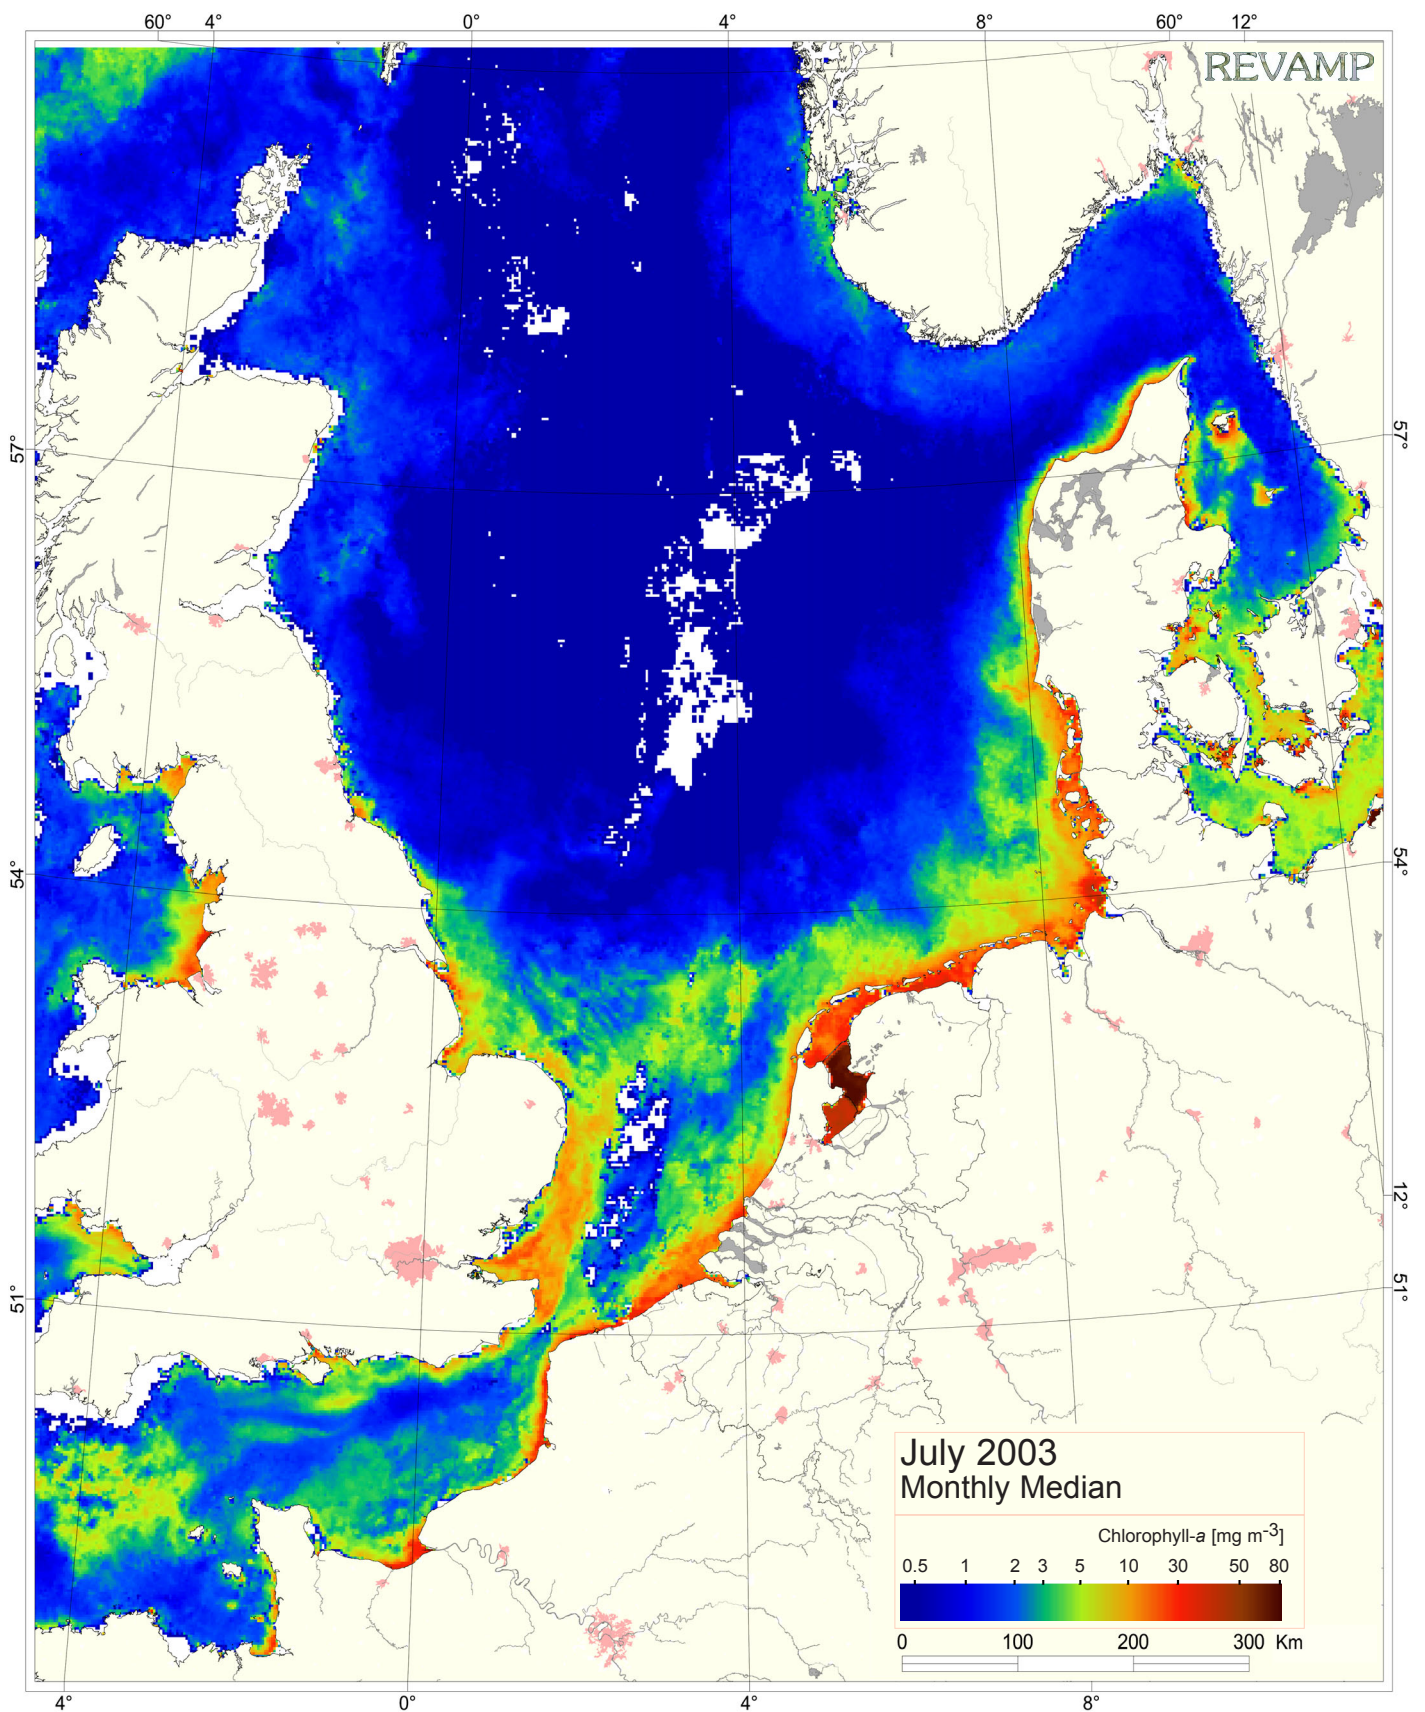 60° 4° 0° 4° 8° 60° 12°
REVAMP
57° 57°
54° 54°
12°
51° 51°
July 2003
Monthly Median
Chlorophyll-a [mg m-3]
0.5 1 2 3 5 10 30 50 80
0 100 200 300 Km
4° 0° 4° 8°